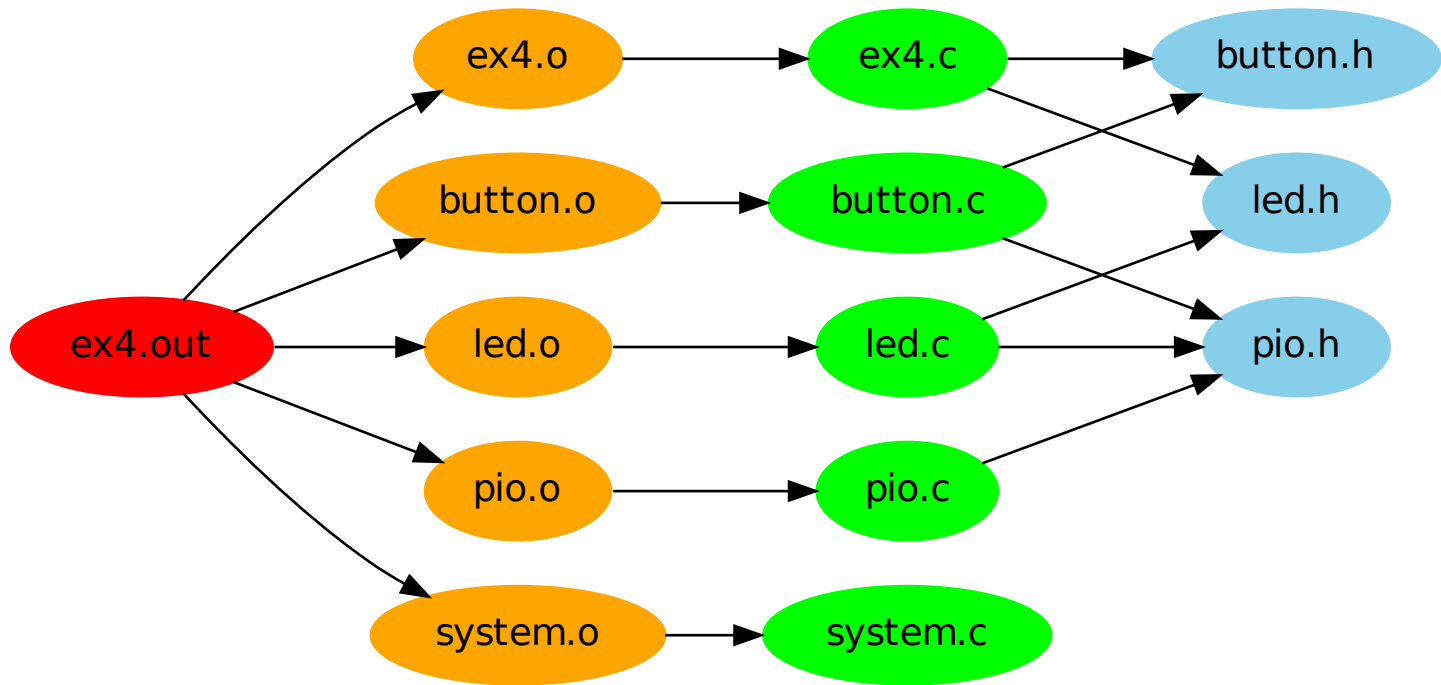 ex4.o
ex4.c
button.h
button.o
button.c
led.h
ex4.out
led.o
led.c
pio.h
pio.o
pio.c
system.o
system.c